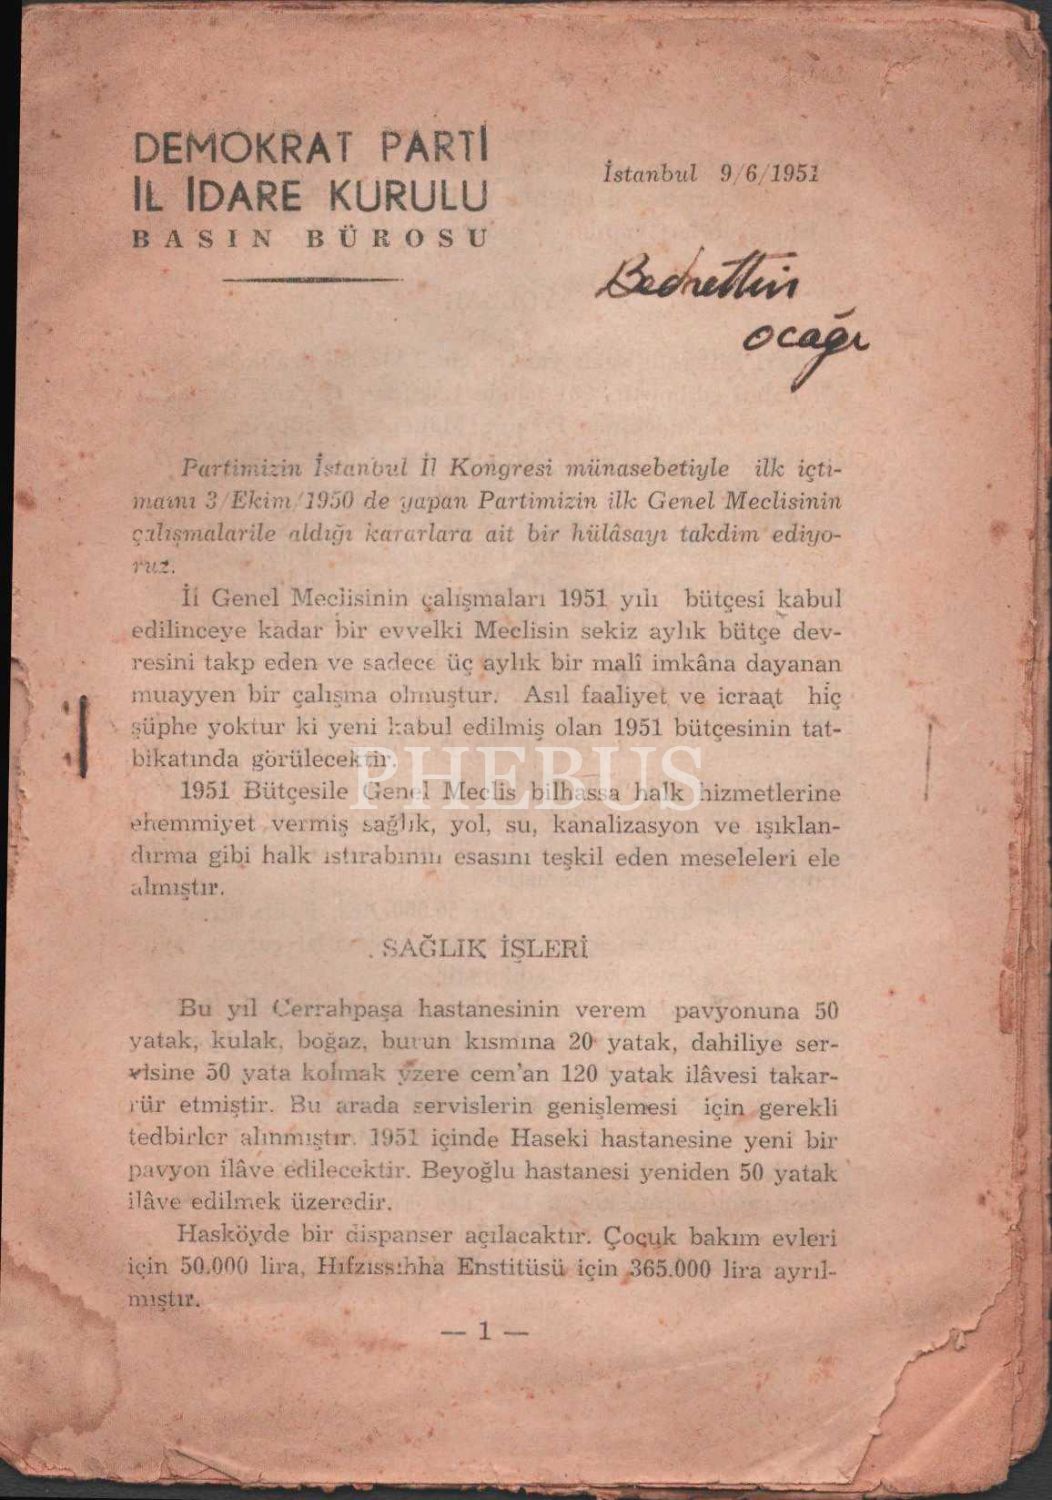 DEMOKRAT PARTİ
İL İDARE KURULU
BASIN BÜROSU
İstanbul 9/6/1951
Bedrettin
ocağı
Partimizin İstanbul İl Kongresi münasebetiyle ilk içti-
maını 3/Ekim/1950 de yapan Partimizin ilk Genel Meclisinin
çalışmalarile aldığı kararlara ait bir hülâsayı takdim ediyo-
ruz.
İl Genel Meclisinin çalışmaları 1951 yılı bütçesi kabul
edilinceye kadar bir evvelki Meclisin sekiz aylık bütçe dev-
resini takp eden ve sadece üç aylık bir malî imkâna dayanan
muayyen bir çalışma olmuştur. Asıl faaliyet ve icraat hiç
şüphe yoktur ki yeni kabul edilmiş olan 1951 bütçesinin tat-
bikatında görülecektir.
PHEBUS
1951 Bütçesile Genel Meclis bilhassa halk hizmetlerine
ehemmiyet vermiş sağlık, yol, su, kanalizasyon ve ışıklan-
dırma gibi halk ıstırabının esasını teşkil eden meseleleri ele
almıştır.
SAĞLIK İŞLERİ
Bu yıl Cerrahpaşa hastanesinin verem pavyonuna 50
yatak, kulak, boğaz, burun kısmına 20 yatak, dahiliye ser-
visine 50 yata kolmak yzere cem'an 120 yatak ilâvesi takar-
rür etmiştir. Bu arada servislerin genişlemesi için gerekli
tedbirler alınmıştır. 1951 içinde Haseki hastanesine yeni bir
pavyon ilâve edilecektir. Beyoğlu hastanesi yeniden 50 yatak
ilâve edilmek üzeredir.
Hasköyde bir dispanser açılacaktır. Çocuk bakım evleri
için 50.000 lira, Hıfzıssıhha Enstitüsü için 365.000 lira ayrıl-
mıştır.
— 1 —